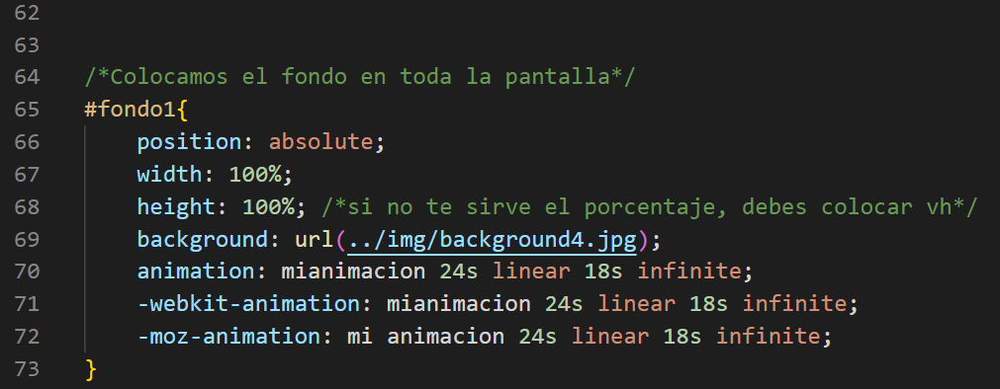 62
63
64 /*Colocamos el fondo en toda la pantalla*/
65 #fondo1{
66 position: absolute;
67 width: 100%;
68 height: 100%; /*si no te sirve el porcentaje, debes colocar vh*/
69 background: url(../img/background4.jpg);
70 animation: mianimacion 24s linear 18s infinite;
71 -webkit-animation: mianimacion 24s linear 18s infinite;
72 -moz-animation: mi animacion 24s linear 18s infinite;
73 }